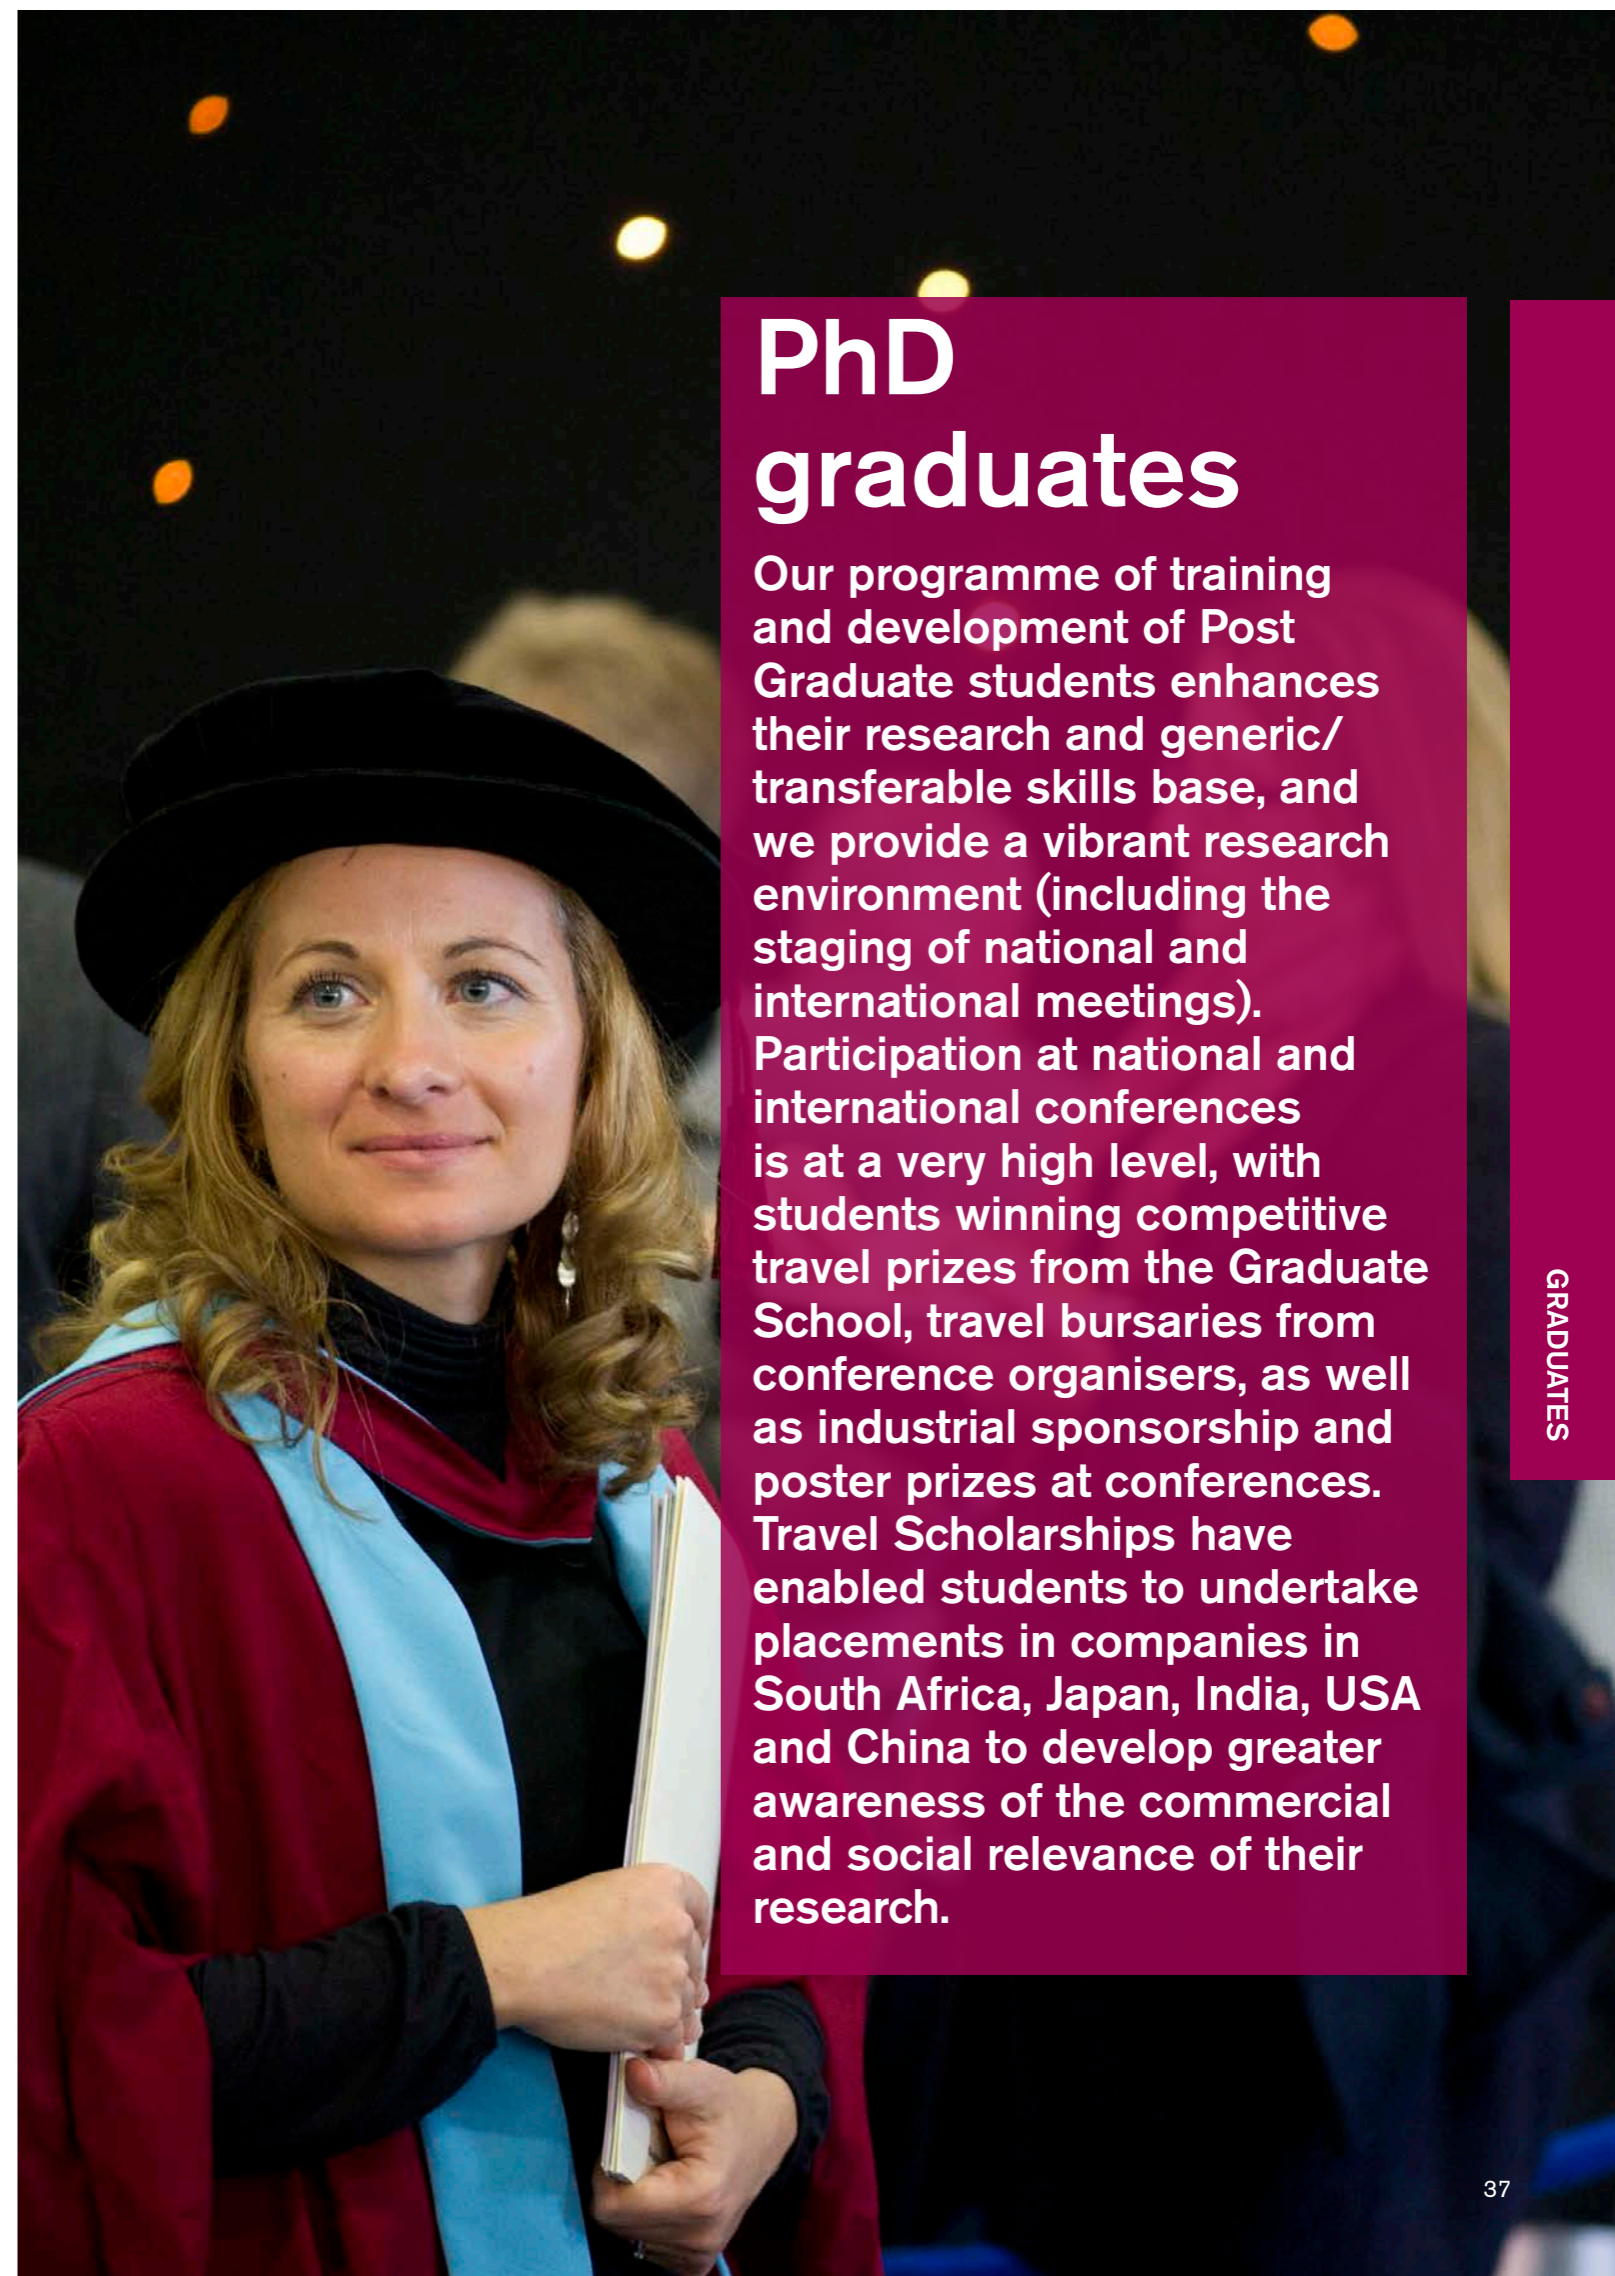 PhD
graduates
Our programme of training
and development of Post
Graduate students enhances
their research and generic/
transferable skills base, and
we provide a vibrant research
environment (including the
staging of national and
international meetings).
Participation at national and
international conferences
is at a very high level, with
students winning competitive
travel prizes from the Graduate
School, travel bursaries from
conference organisers, as well
as industrial sponsorship and
poster prizes at conferences.
Travel Scholarships have
enabled students to undertake
placements in companies in
South Africa, Japan, India, USA
and China to develop greater
awareness of the commercial
and social relevance of their
research.
GRADUATES
37